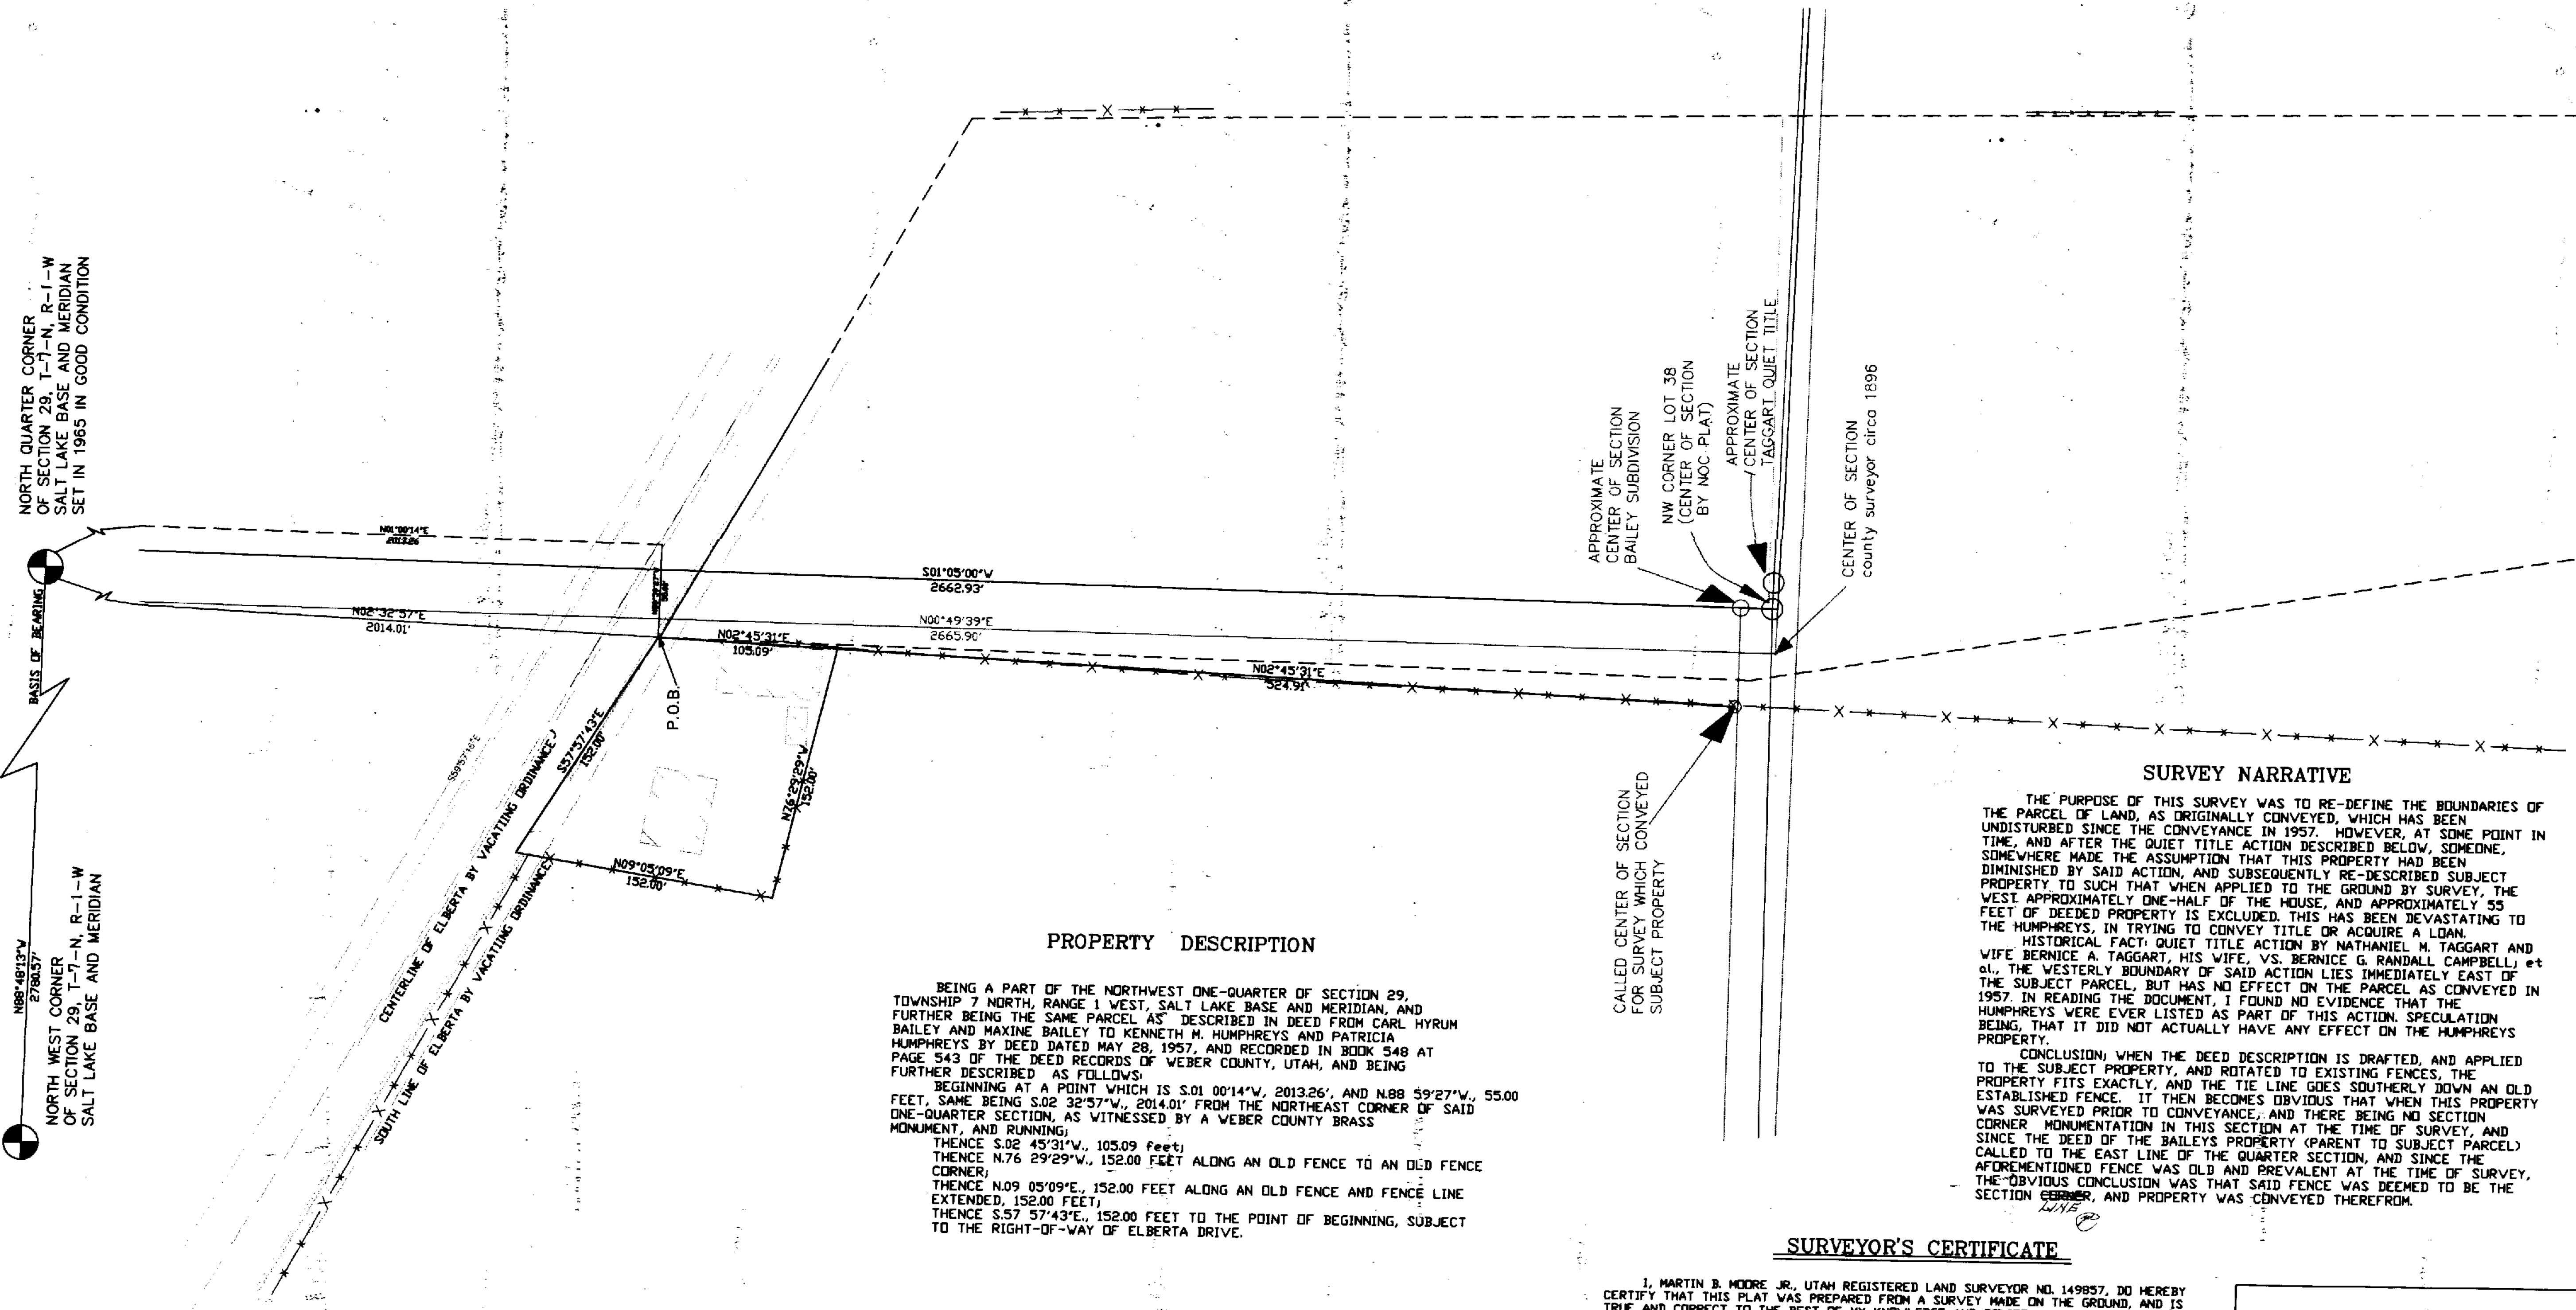 NORTH QUARTER CORNER
OF SECTION 29, T-7-N, R-1-W
SALT LAKE BASE AND MERIDIAN
SET IN 1965 IN GOOD CONDITION
BASIS OF BEARING
N88°48'13"W
2780.57'
NORTH WEST CORNER
OF SECTION 29, T-7-N, R-1-W
SALT LAKE BASE AND MERIDIAN
N01°00'14"E
2013.26
S01°05'00"W
2662.93'
N02°32'57"E
2014.01'
N00°49'39"E
2665.90'
N02°45'31"E
105.09'
N02°45'31"E
524.91'
P.O.B.
S57°57'43"E
152.00'
N76°29'29"W
152.00'
N09°05'09"E
152.00'
S59°57'16"E
CENTERLINE OF ELBERTA BY VACATIING ORDINANCE
SOUTH LINE OF ELBERTA BY VACATIING ORDINANCE
APPROXIMATE
CENTER OF SECTION
BAILEY SUBDIVISION
NW CORNER LOT 38
(CENTER OF SECTION
BY NOC PLAT)
APPROXIMATE
CENTER OF SECTION
TAGGART QUIET TITLE
CENTER OF SECTION
county surveyor circa 1896
CALLED CENTER OF SECTION
FOR SURVEY WHICH CONVEYED
SUBJECT PROPERTY
PROPERTY DESCRIPTION
BEING A PART OF THE NORTHWEST ONE-QUARTER OF SECTION 29,
TOWNSHIP 7 NORTH, RANGE 1 WEST, SALT LAKE BASE AND MERIDIAN, AND
FURTHER BEING THE SAME PARCEL AS DESCRIBED IN DEED FROM CARL HYRUM
BAILEY AND MAXINE BAILEY TO KENNETH M. HUMPHREYS AND PATRICIA
HUMPHREYS BY DEED DATED MAY 28, 1957, AND RECORDED IN BOOK 548 AT
PAGE 543 OF THE DEED RECORDS OF WEBER COUNTY, UTAH, AND BEING
FURTHER DESCRIBED AS FOLLOWS:
BEGINNING AT A POINT WHICH IS S.01 00'14"W, 2013.26', AND N.88 59'27"W., 55.00
FEET, SAME BEING S.02 32'57"W., 2014.01' FROM THE NORTHEAST CORNER OF SAID
ONE-QUARTER SECTION, AS WITNESSED BY A WEBER COUNTY BRASS
MONUMENT, AND RUNNING;
THENCE S.02 45'31"W., 105.09 feet;
THENCE N.76 29'29"W., 152.00 FEET ALONG AN OLD FENCE TO AN OLD FENCE
CORNER;
THENCE N.09 05'09"E., 152.00 FEET ALONG AN OLD FENCE AND FENCE LINE
EXTENDED, 152.00 FEET;
THENCE S.57 57'43"E., 152.00 FEET TO THE POINT OF BEGINNING, SUBJECT
TO THE RIGHT-OF-WAY OF ELBERTA DRIVE.
SURVEY NARRATIVE
THE PURPOSE OF THIS SURVEY WAS TO RE-DEFINE THE BOUNDARIES OF
THE PARCEL OF LAND, AS ORIGINALLY CONVEYED, WHICH HAS BEEN
UNDISTURBED SINCE THE CONVEYANCE IN 1957. HOWEVER, AT SOME POINT IN
TIME, AND AFTER THE QUIET TITLE ACTION DESCRIBED BELOW, SOMEONE,
SOMEWHERE MADE THE ASSUMPTION THAT THIS PROPERTY HAD BEEN
DIMINISHED BY SAID ACTION, AND SUBSEQUENTLY RE-DESCRIBED SUBJECT
PROPERTY TO SUCH THAT WHEN APPLIED TO THE GROUND BY SURVEY, THE
WEST APPROXIMATELY ONE-HALF OF THE HOUSE, AND APPROXIMATELY 55
FEET OF DEEDED PROPERTY IS EXCLUDED. THIS HAS BEEN DEVASTATING TO
THE HUMPHREYS, IN TRYING TO CONVEY TITLE OR ACQUIRE A LOAN.
HISTORICAL FACT: QUIET TITLE ACTION BY NATHANIEL M. TAGGART AND
WIFE BERNICE A. TAGGART, HIS WIFE, VS. BERNICE G. RANDALL CAMPBELL; et
al., THE WESTERLY BOUNDARY OF SAID ACTION LIES IMMEDIATELY EAST OF
THE SUBJECT PARCEL, BUT HAS NO EFFECT ON THE PARCEL AS CONVEYED IN
1957. IN READING THE DOCUMENT, I FOUND NO EVIDENCE THAT THE
HUMPHREYS WERE EVER LISTED AS PART OF THIS ACTION. SPECULATION
BEING, THAT IT DID NOT ACTUALLY HAVE ANY EFFECT ON THE HUMPHREYS
PROPERTY.
CONCLUSION; WHEN THE DEED DESCRIPTION IS DRAFTED, AND APPLIED
TO THE SUBJECT PROPERTY, AND ROTATED TO EXISTING FENCES, THE
PROPERTY FITS EXACTLY, AND THE TIE LINE GOES SOUTHERLY DOWN AN OLD
ESTABLISHED FENCE. IT THEN BECOMES OBVIOUS THAT WHEN THIS PROPERTY
WAS SURVEYED PRIOR TO CONVEYANCE, AND THERE BEING NO SECTION
CORNER MONUMENTATION IN THIS SECTION AT THE TIME OF SURVEY, AND
SINCE THE DEED OF THE BAILEYS PROPERTY (PARENT TO SUBJECT PARCEL)
CALLED TO THE EAST LINE OF THE QUARTER SECTION, AND SINCE THE
AFOREMENTIONED FENCE WAS OLD AND PREVALENT AT THE TIME OF SURVEY,
THE OBVIOUS CONCLUSION WAS THAT SAID FENCE WAS DEEMED TO BE THE
SECTION CORNER, AND PROPERTY WAS CONVEYED THEREFROM.
LINE
SURVEYOR'S CERTIFICATE
I, MARTIN B. MOORE JR., UTAH REGISTERED LAND SURVEYOR NO. 149857, DO HEREBY
CERTIFY THAT THIS PLAT WAS PREPARED FROM A SURVEY MADE ON THE GROUND, AND IS